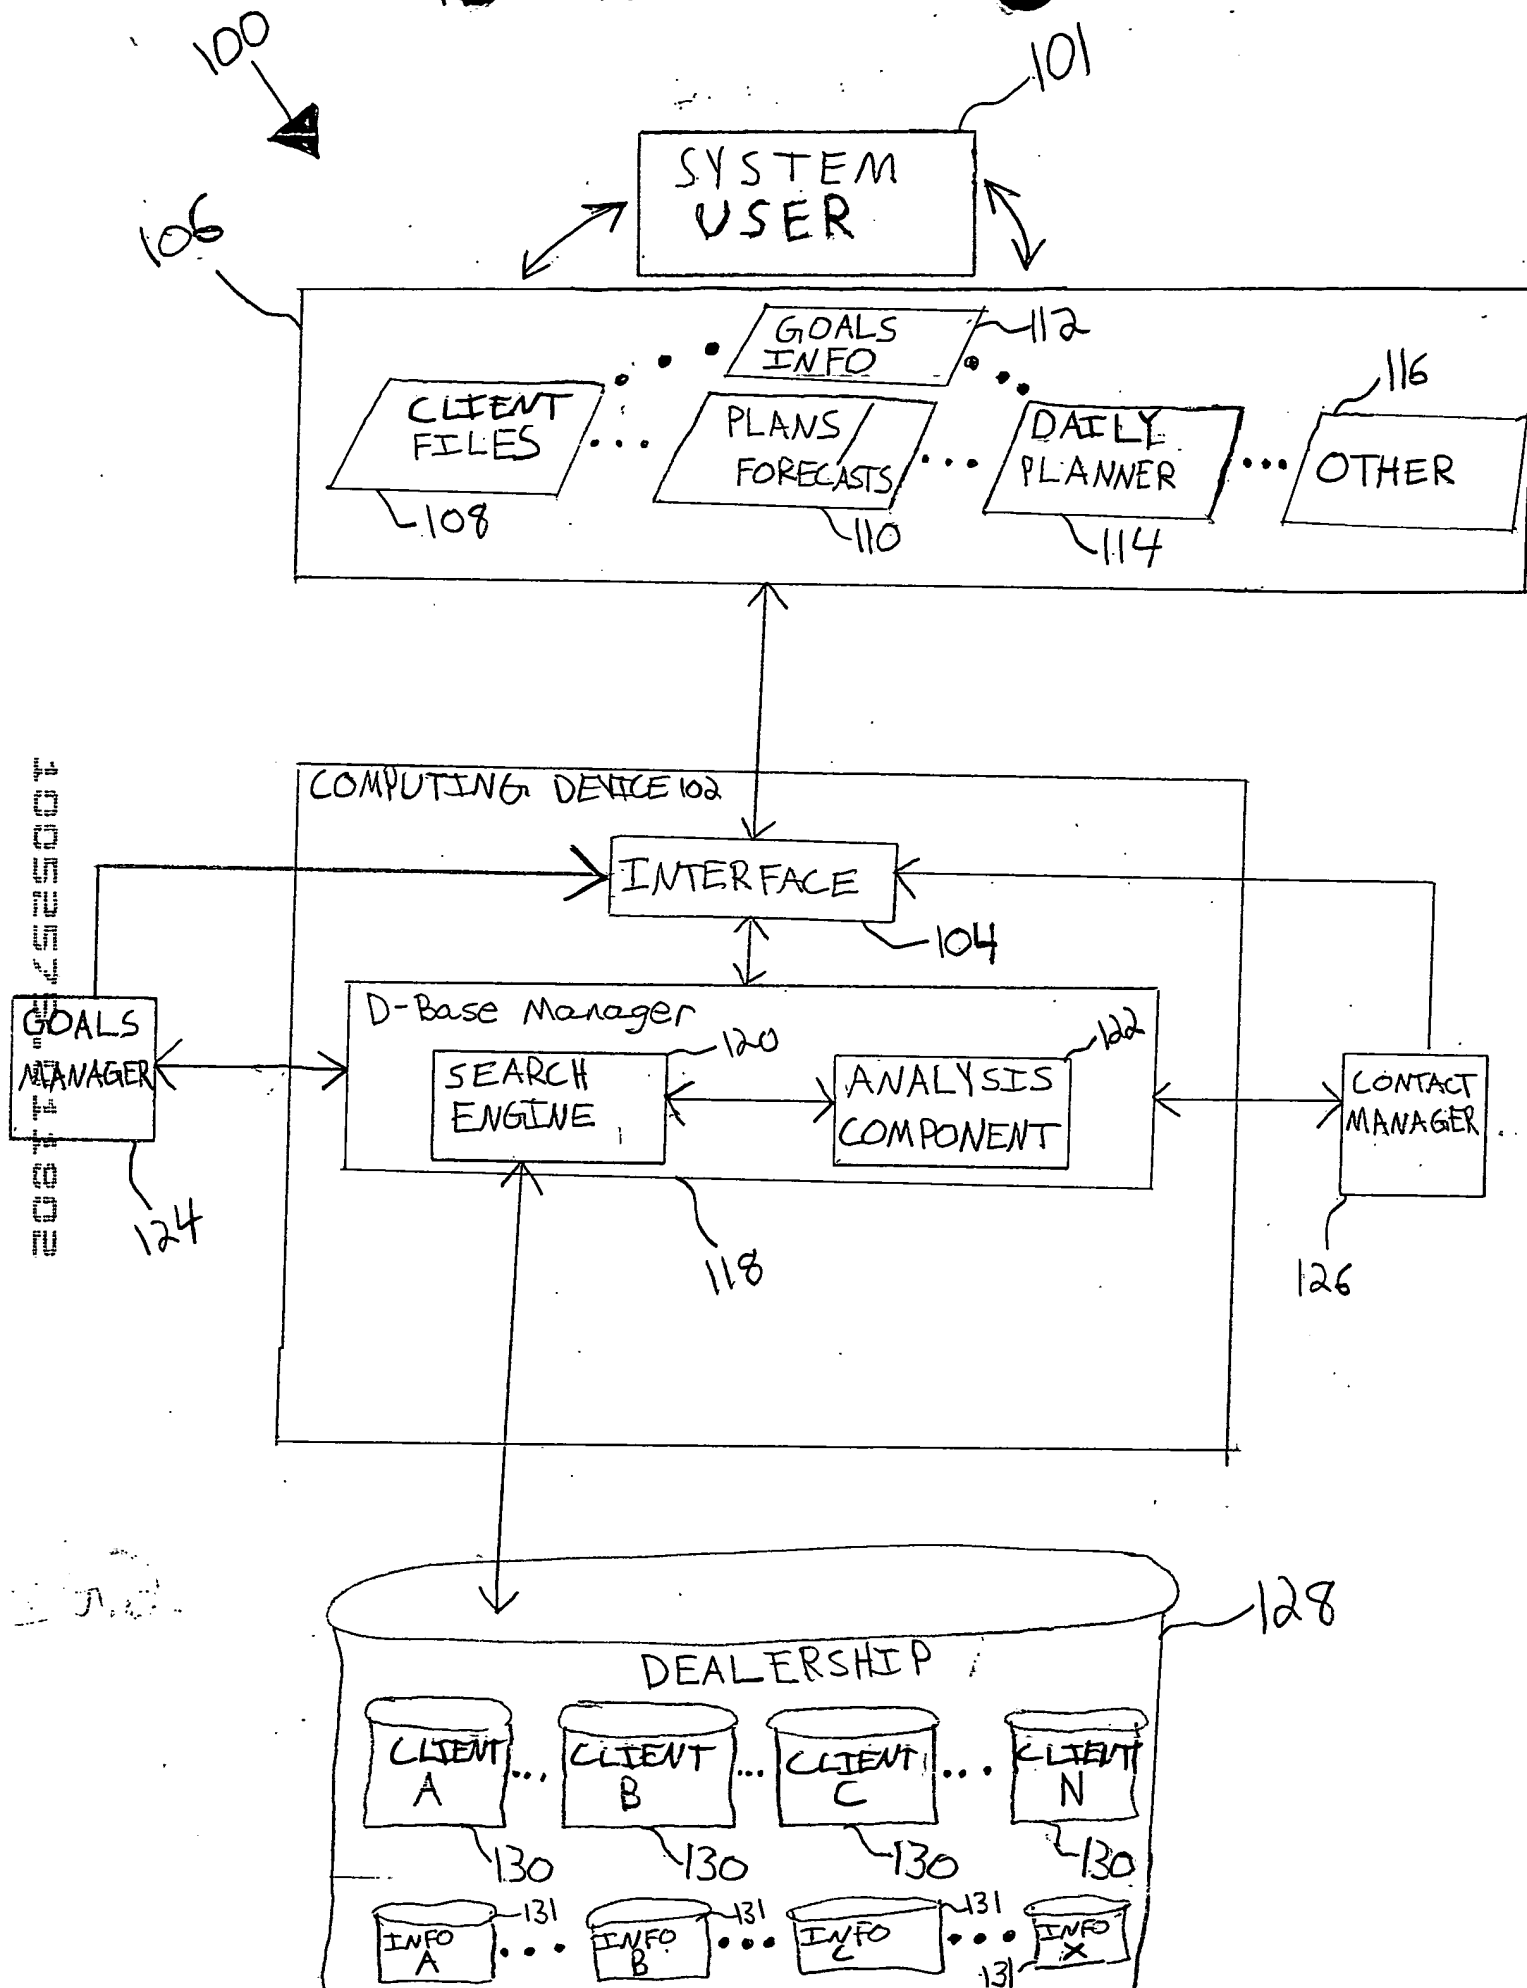 100
101
SYSTEM
USER
106
GOALS
INFO
112
CLIENT
FILES
108
PLANS /
FORECASTS
110
DAILY
PLANNER
114
116
OTHER
COMPUTING DEVICE 102
INTERFACE
104
D-Base Manager
SEARCH
ENGINE
120
ANALYSIS
COMPONENT
122
118
GOALS
MANAGER
124
CONTACT
MANAGER
126
128
DEALERSHIP
CLIENT
A
130
CLIENT
B
130
CLIENT
C
130
CLIENT
N
130
INFO
A
131
INFO
B
131
INFO
C
131
INFO
X
131